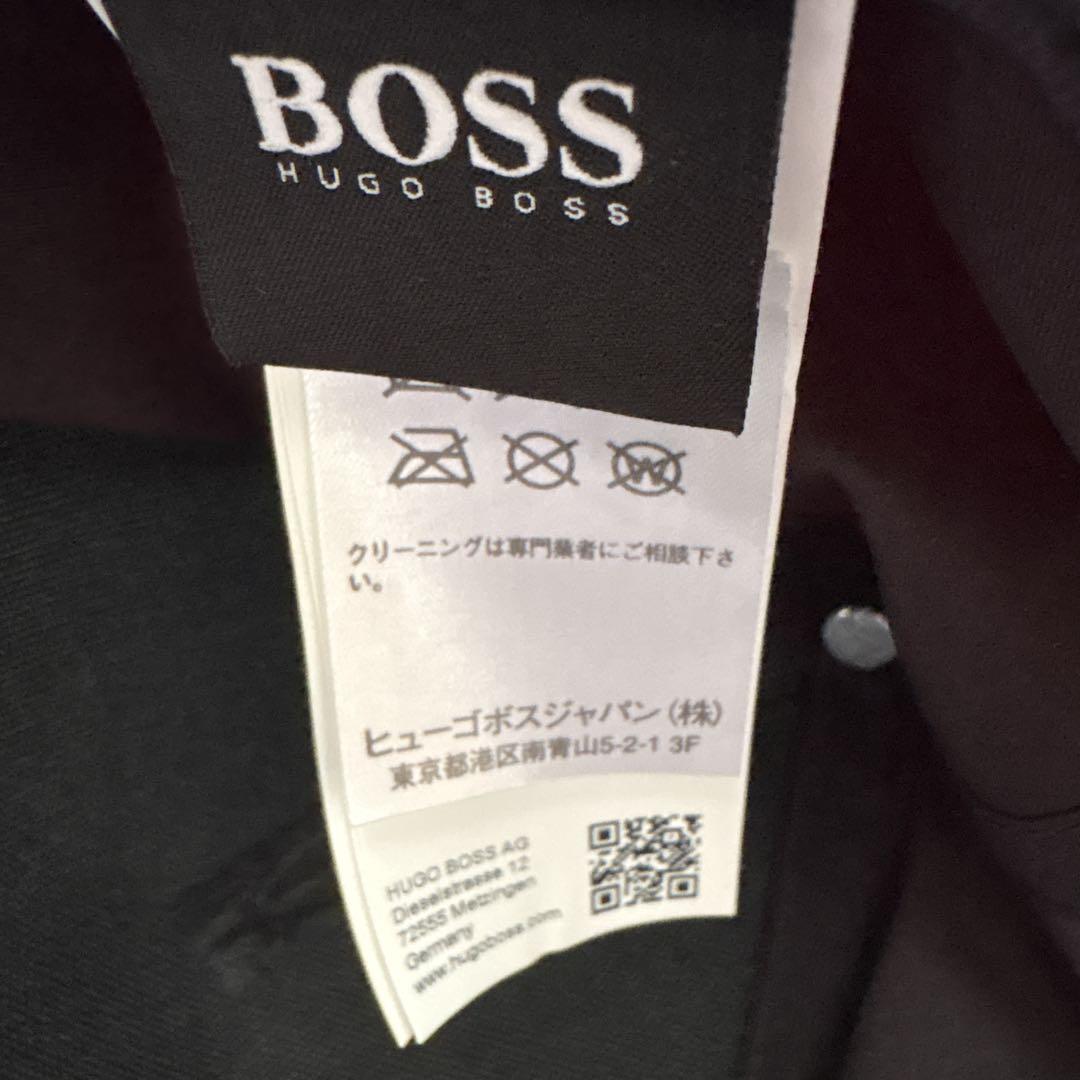 BOSS
HUGO BOSS
W
クリーニングは専門業者にご相談下さ
い。
ヒューゴボスジャパン(株)
東京都港区南青山5-2-1 3F
HUGO BOSS AG
Dieselstrasse 12
72555 Metzingen
Germany
www.hugoboss.com